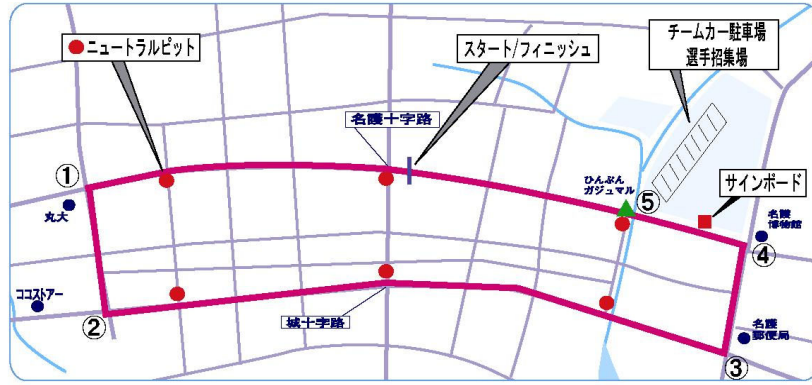 ●ニュートラルピット
スタート/フィニッシュ
チームカー駐車場
選手招集場
名護十字路
①
丸大
ひんぷん
ガジュマル
⑤
サインボード
名護
博物館
④
ココストアー
②
城十字路
名護
郵便局
③